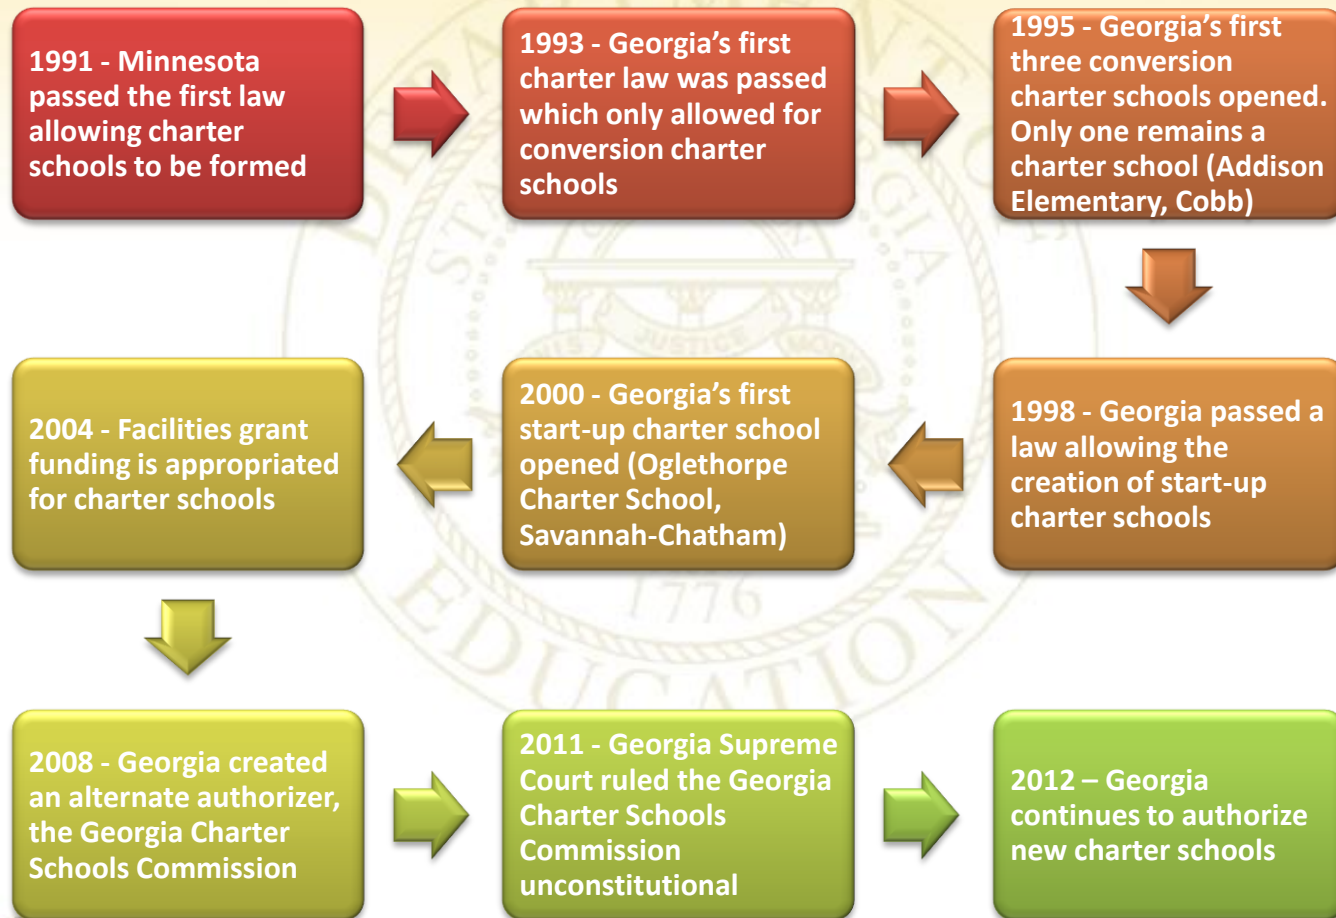 1991 - Minnesota
passed the first law
allowing charter
schools to be formed
1993 - Georgia's first
charter law was passed
which only allowed for
conversion charter
schools
1995 - Georgia's first
three conversion
charter schools opened.
Only one remains a
charter school (Addison
Elementary, Cobb)
1998 - Georgia passed a
law allowing the
creation of start-up
charter schools
2000 - Georgia's first
start-up charter school
opened (Oglethorpe
Charter School,
Savannah-Chatham)
2004 - Facilities grant
funding is appropriated
for charter schools
2008 - Georgia created
an alternate authorizer,
the Georgia Charter
Schools Commission
2011 - Georgia Supreme
Court ruled the Georgia
Charter Schools
Commission
unconstitutional
2012 – Georgia
continues to authorize
new charter schools
JUSTICE
1776
EDUCATION